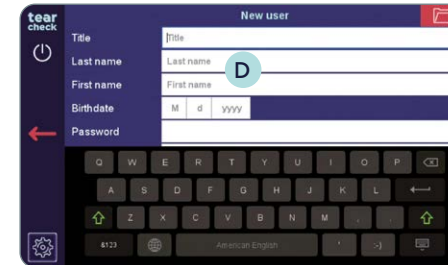 tear
check
New user
Title
Title
Last name
Last name
D
First name
First name
Birthdate
M d yyyy
Password
Q W E R T Y U I O P
A S D F G H J K L
Z X C V B N M , .
&123 American English ' :-)